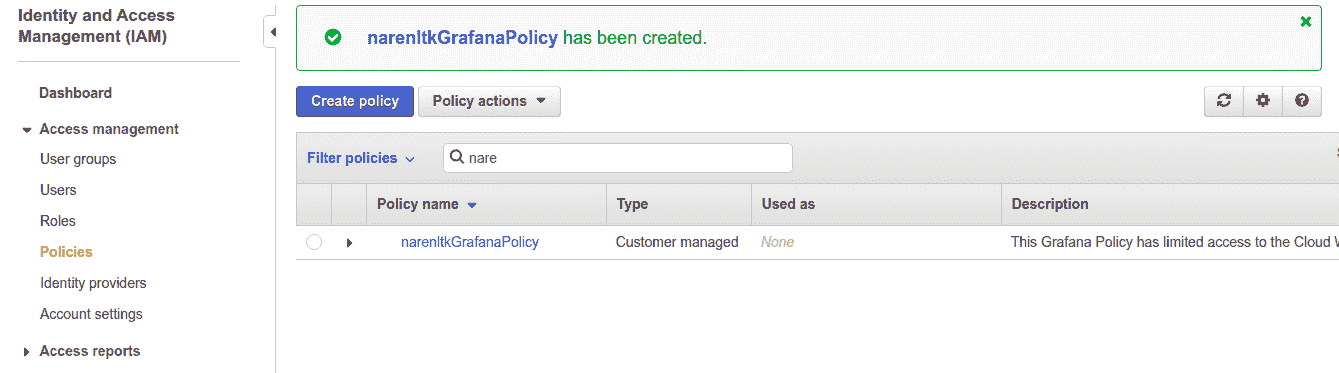 Identity and Access
Management (IAM)
Dashboard
Access management
User groups
Users
Roles
Policies
Identity providers
Account settings
Access reports
narenltkGrafanaPolicy has been created.
Create policy
Policy actions
Filter policies
nare
Policy name
Type
Used as
Description
narenltkGrafanaPolicy
Customer managed
None
This Grafana Policy has limited access to the Cloud W